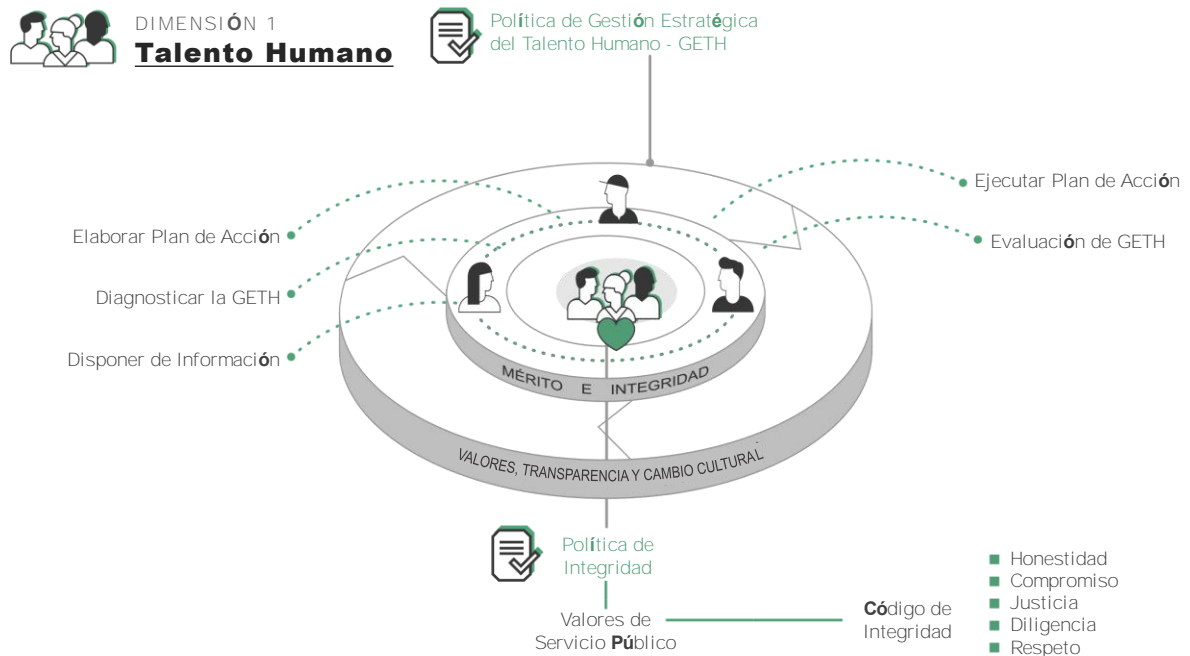 DIMENSIÓN 1
Talento Humano
Política de Gestión Estratégica
del Talento Humano - GETH
Elaborar Plan de Acción
Diagnosticar la GETH
Disponer de Información
Ejecutar Plan de Acción
Evaluación de GETH
MÉRITO E INTEGRIDAD
VALORES, TRANSPARENCIA Y CAMBIO CULTURAL
Política de
Integridad
Valores de
Servicio Público
Código de
Integridad
Honestidad
Compromiso
Justicia
Diligencia
Respeto